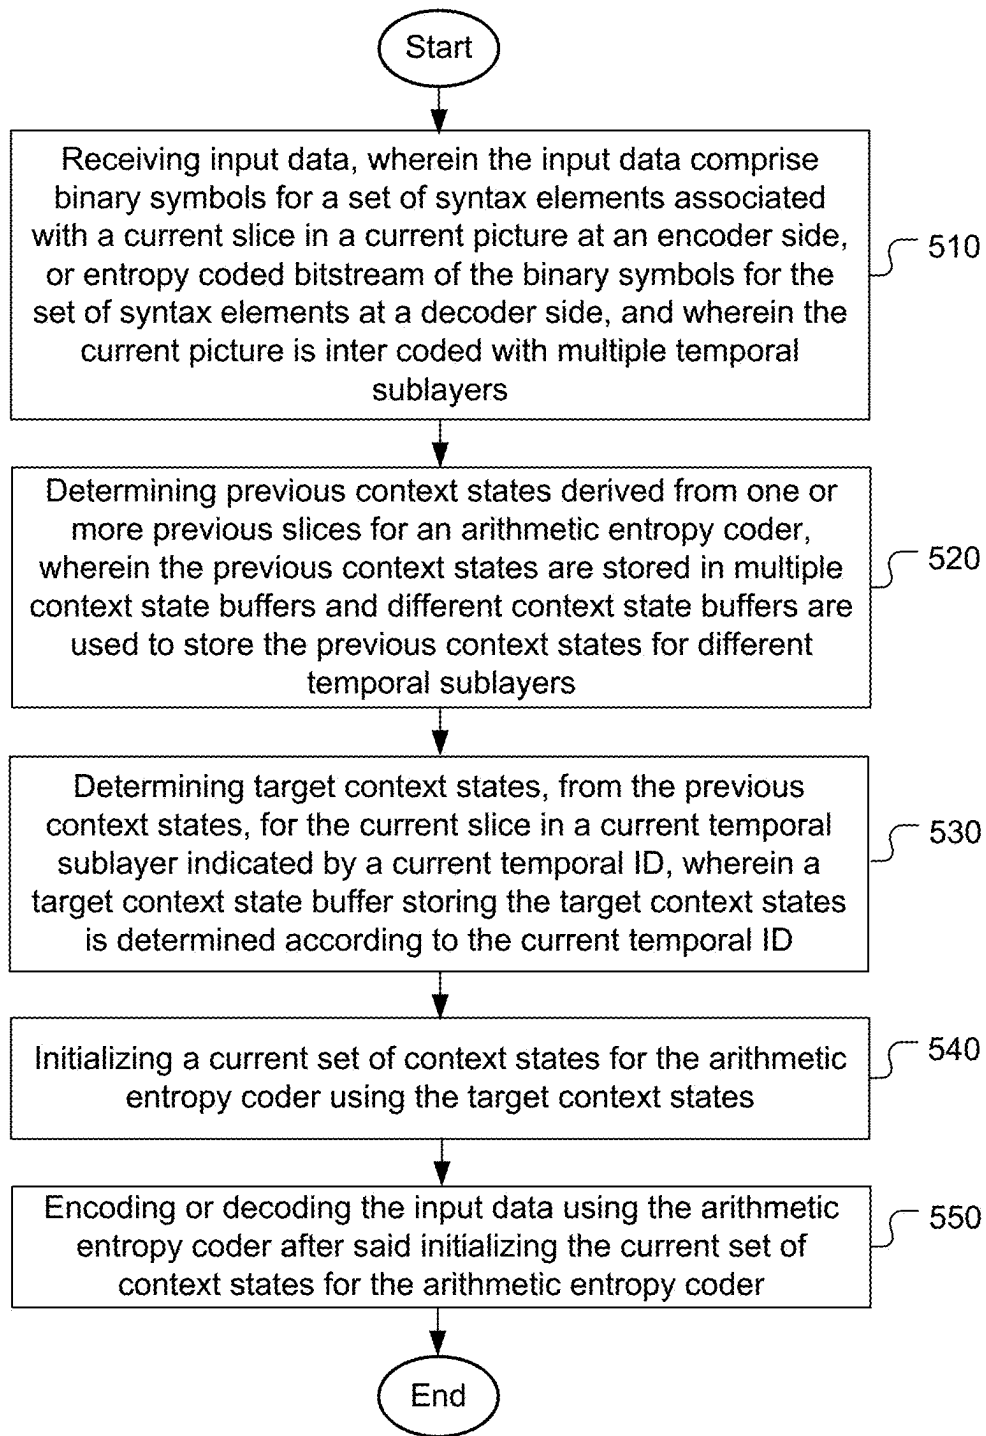 Start
Receiving input data, wherein the input data comprise
binary symbols for a set of syntax elements associated
with a current slice in a current picture at an encoder side,
or entropy coded bitstream of the binary symbols for the
set of syntax elements at a decoder side, and wherein the
current picture is inter coded with multiple temporal
sublayers
510
Determining previous context states derived from one or
more previous slices for an arithmetic entropy coder,
wherein the previous context states are stored in multiple
context state buffers and different context state buffers are
used to store the previous context states for different
temporal sublayers
520
Determining target context states, from the previous
context states, for the current slice in a current temporal
sublayer indicated by a current temporal ID, wherein a
target context state buffer storing the target context states
is determined according to the current temporal ID
530
Initializing a current set of context states for the arithmetic
entropy coder using the target context states
540
Encoding or decoding the input data using the arithmetic
entropy coder after said initializing the current set of
context states for the arithmetic entropy coder
550
End